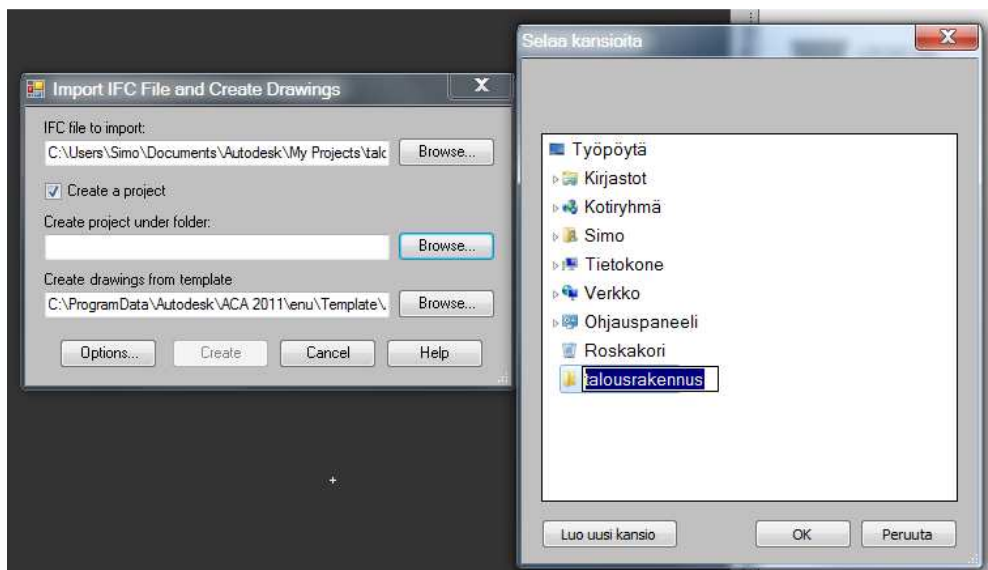 Import IFC File and Create Drawings
IFC file to import:
C:\Users\Simo\Documents\Autodesk\My Projects\talc Browse...
Create a project
Create project under folder:
Browse...
Create drawings from template
C:\ProgramData\Autodesk\ACA 2011\enu\Template\. Browse...
Options... Create Cancel Help
Selaa kansioita
Työpöytä
Kirjastot
Kotiryhmä
Simo
Tietokone
Verkko
Ohjauspaneeli
Roskakori
talousrakennus
Luo uusi kansio OK Peruuta